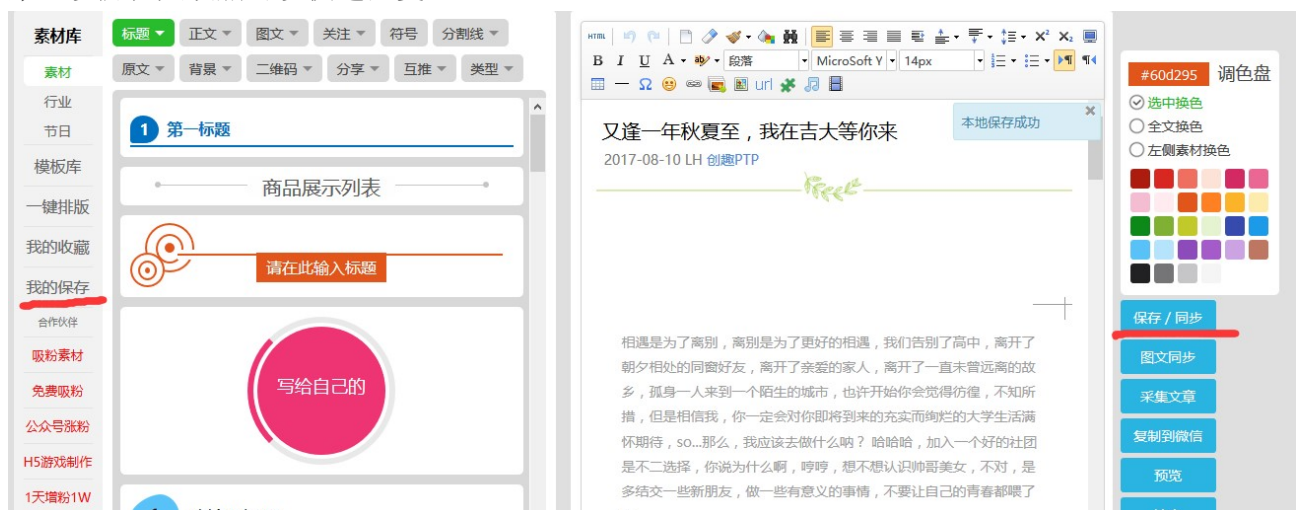 素材库
素材
行业
节日
模板库
一键排版
我的收藏
我的保存
合作伙伴
吸粉素材
免费吸粉
公众号涨粉
H5游戏制作
1天增粉1W
标题 正文 图文 关注 符号 分割线
原文 背景 二维码 分享 互推 类型
1 第一标题
商品展示列表
请在此输入标题
写给自己的
HTML
B I U A 段落 MicroSoft Y 14px
url
本地保存成功
又逢一年秋夏至，我在吉大等你来
2017-08-10 LH 创趣PTP
相遇是为了离别，离别是为了更好的相遇，我们告别了高中，离开了
朝夕相处的同窗好友，离开了亲爱的家人，离开了一直未曾远离的故
乡，孤身一人来到一个陌生的城市，也许开始你会觉得彷徨，不知所
措，但是相信我，你一定会对你即将到来的充实而绚烂的大学生活满
怀期待，so...那么，我应该去做什么呐？哈哈哈，加入一个好的社团
是不二选择，你说为什么啊，哼哼，想不想认识帅哥美女，不对，是
多结交一些新朋友，做一些有意义的事情，不要让自己的青春都喂了
#60d295 调色盘
选中换色
全文换色
左侧素材换色
保存 / 同步
图文同步
采集文章
复制到微信
预览